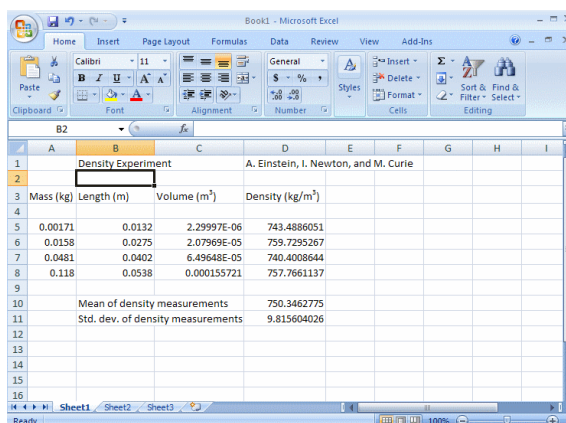 Book1 - Microsoft Excel
Home Insert Page Layout Formulas Data Review View Add-Ins
Paste Calibri 11 General Styles Insert Delete Format Sort & Filter Find & Select
B I U A A $ % ,
Clipboard Font Alignment Number Cells Editing
B2 fx
A B C D E F G H I
1 Density Experiment A. Einstein, I. Newton, and M. Curie
2
3 Mass (kg) Length (m) Volume (m³) Density (kg/m³)
4
5 0.00171 0.0132 2.29997E-06 743.4886051
6 0.0158 0.0275 2.07969E-05 759.7295267
7 0.0481 0.0402 6.49648E-05 740.4008644
8 0.118 0.0538 0.000155721 757.7661137
9
10 Mean of density measurements 750.3462775
11 Std. dev. of density measurements 9.815604026
12
13
14
15
16
Sheet1 Sheet2 Sheet3
Ready 100%